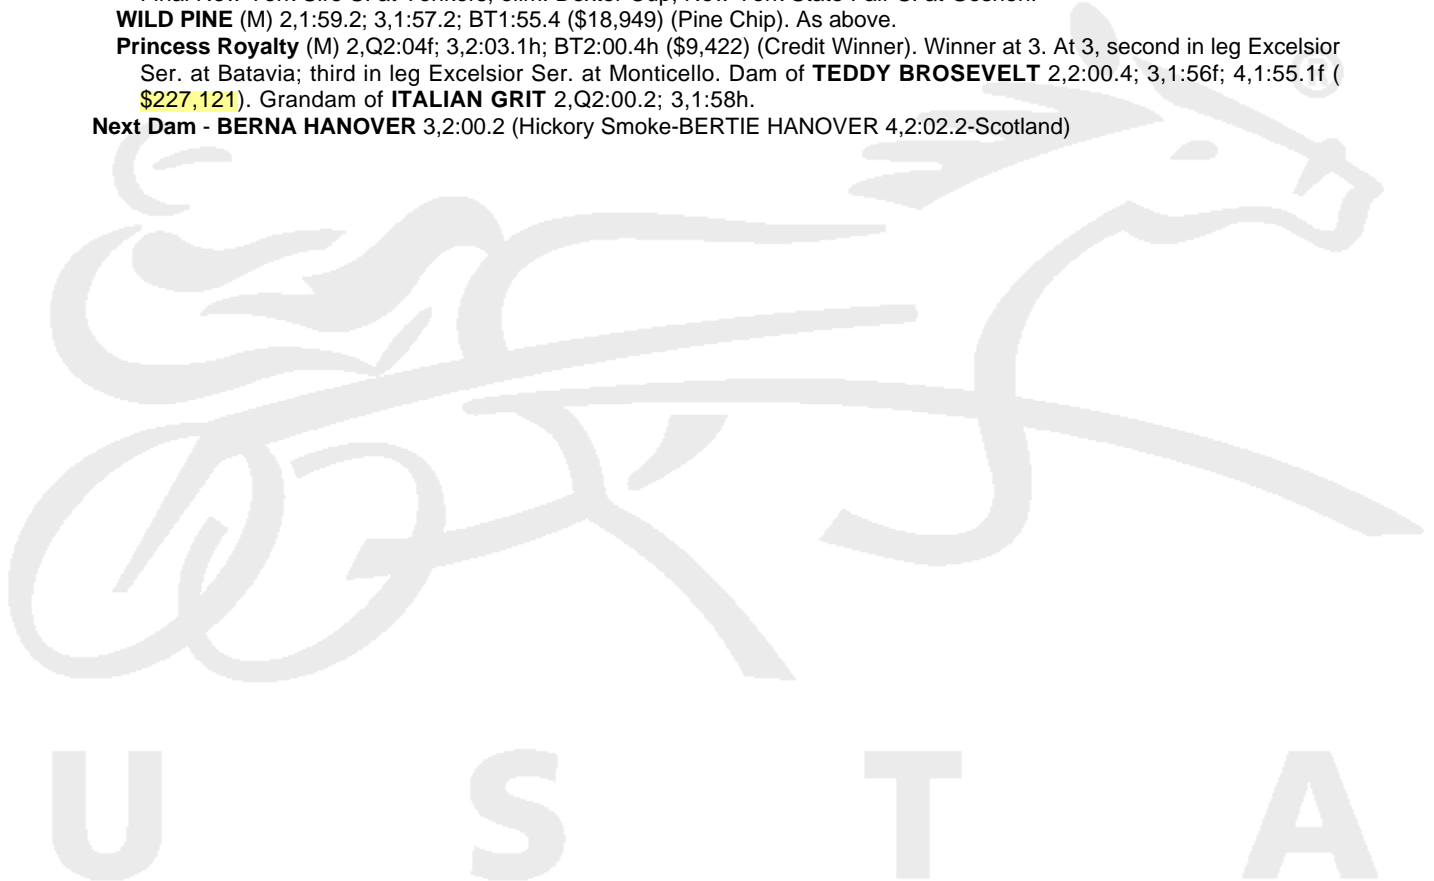 WILD PINE (M) 2,1:59.2; 3,1:57.2; BT1:55.4 ($18,949) (Pine Chip). As above.
Princess Royalty (M) 2,Q2:04f; 3,2:03.1h; BT2:00.4h ($9,422) (Credit Winner). Winner at 3. At 3, second in leg Excelsior
Ser. at Batavia; third in leg Excelsior Ser. at Monticello. Dam of TEDDY BROSEVELT 2,2:00.4; 3,1:56f; 4,1:55.1f (
$227,121). Grandam of ITALIAN GRIT 2,Q2:00.2; 3,1:58h.
Next Dam - BERNA HANOVER 3,2:00.2 (Hickory Smoke-BERTIE HANOVER 4,2:02.2-Scotland)
®
U S T A